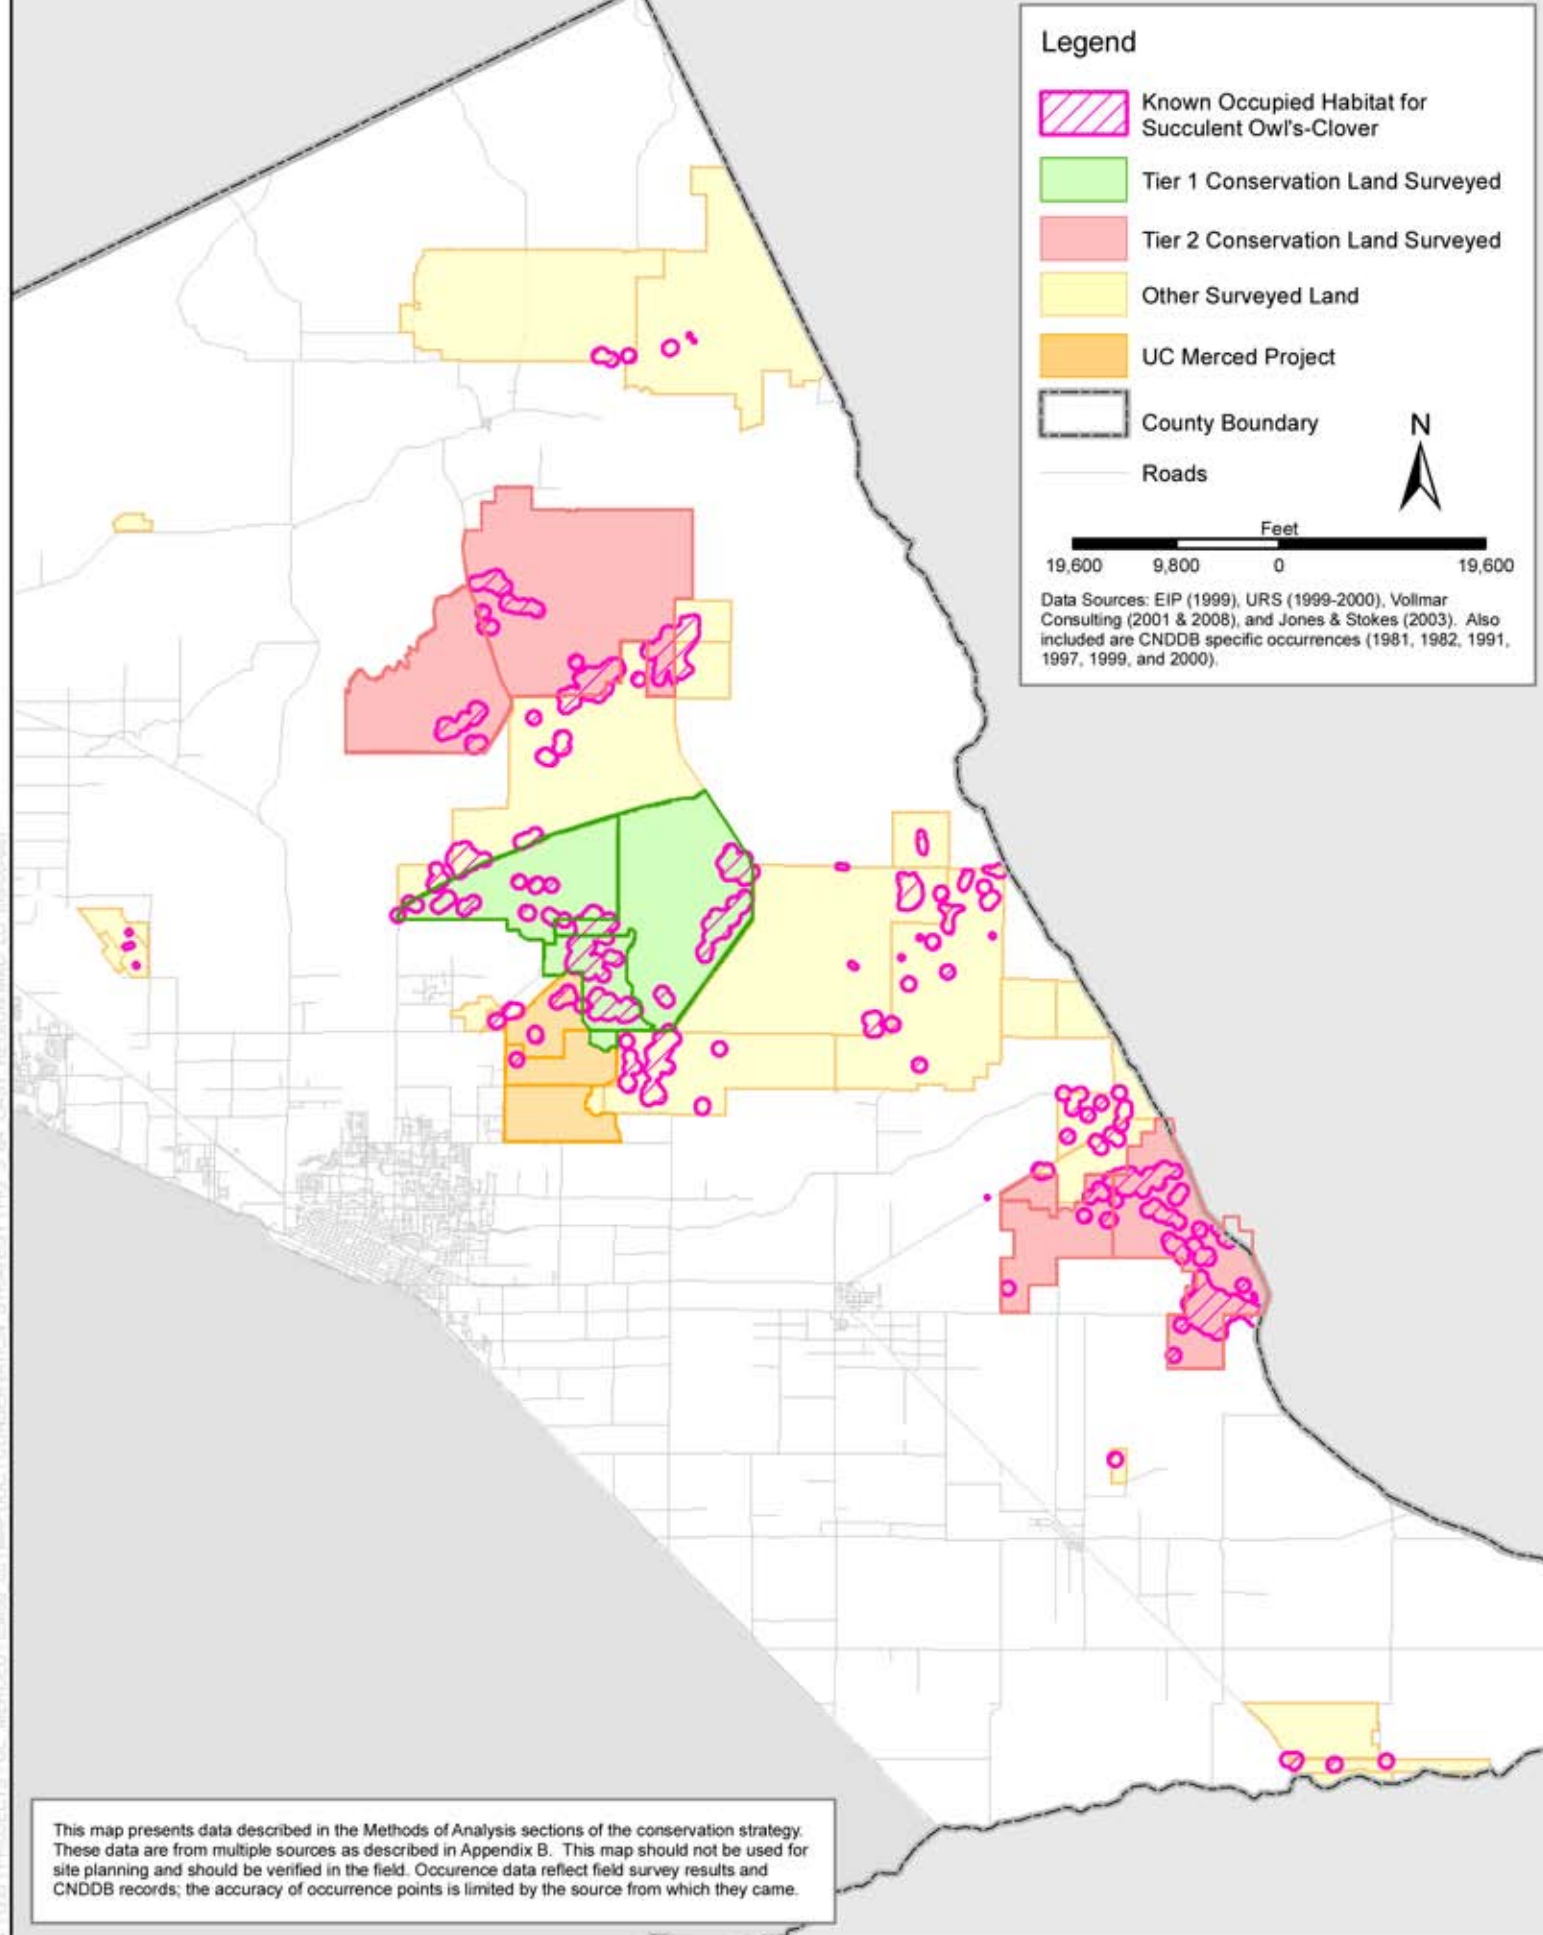 Legend
Known Occupied Habitat for
Succulent Owl's-Clover
Tier 1 Conservation Land Surveyed
Tier 2 Conservation Land Surveyed
Other Surveyed Land
UC Merced Project
County Boundary
N
Roads
Feet
19,600 9,800 0 19,600
Data Sources: EIP (1999), URS (1999-2000), Vollmar
Consulting (2001 & 2008), and Jones & Stokes (2003). Also
included are CNDDB specific occurrences (1981, 1982, 1991,
1997, 1999, and 2000).
This map presents data described in the Methods of Analysis sections of the conservation strategy.
These data are from multiple sources as described in Appendix B. This map should not be used for
site planning and should be verified in the field. Occurence data reflect field survey results and
CNDDB records; the accuracy of occurrence points is limited by the source from which they came.